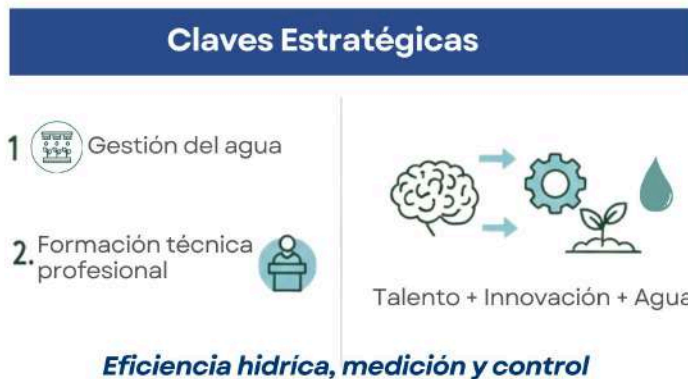 Claves Estratégicas
1 Gestión del agua
2. Formación técnica
profesional
Talento + Innovación + Agua
Eficiencia hidríca, medición y control